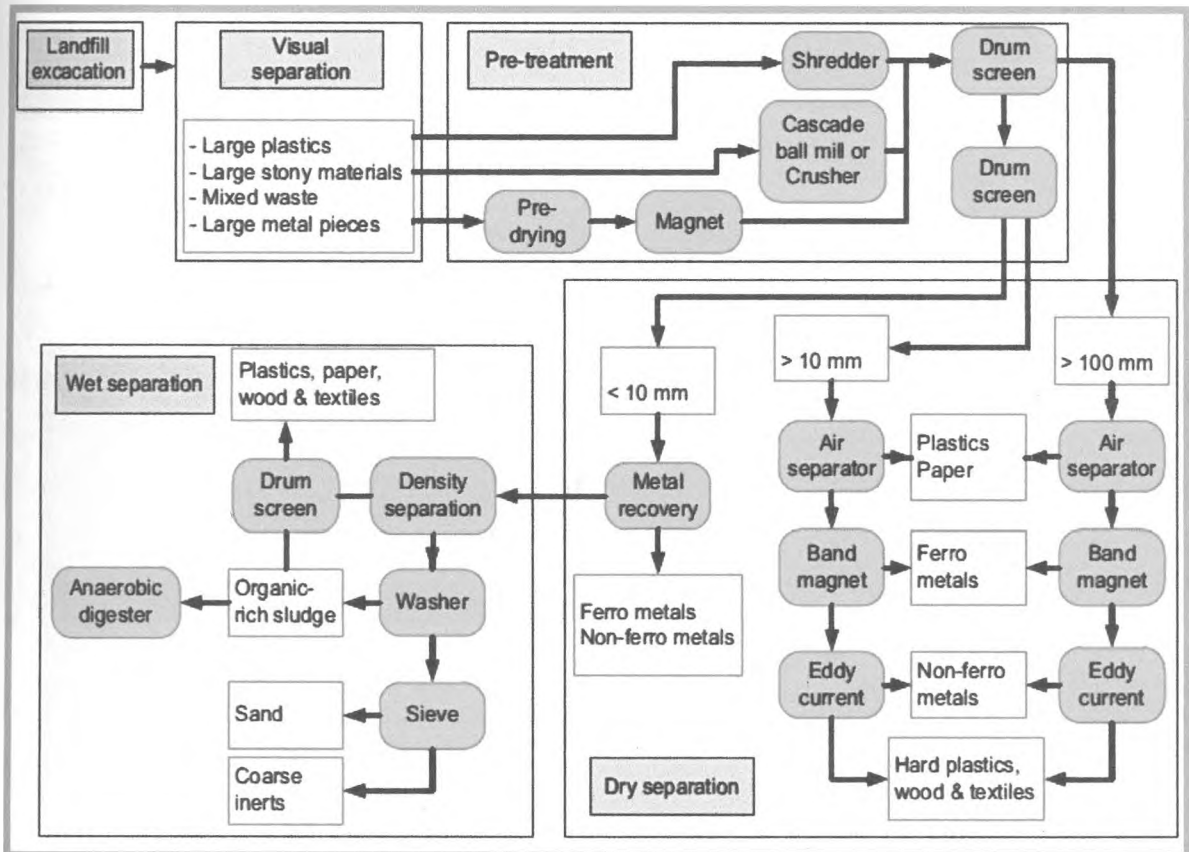 Landfill
excacation
Visual
separation
- Large plastics
- Large stony materials
- Mixed waste
- Large metal pieces
Pre-treatment
Shredder
Cascade
ball mill or
Crusher
Pre-
drying
Magnet
Drum
screen
Drum
screen
Wet separation
Plastics, paper,
wood & textiles
Drum
screen
Density
separation
Anaerobic
digester
Organic-
rich sludge
Washer
Sand
Sieve
Coarse
inerts
< 10 mm
Metal
recovery
Ferro metals
Non-ferro metals
> 10 mm
> 100 mm
Air
separator
Plastics
Paper
Air
separator
Band
magnet
Ferro
metals
Band
magnet
Eddy
current
Non-ferro
metals
Eddy
current
Hard plastics,
wood & textiles
Dry separation